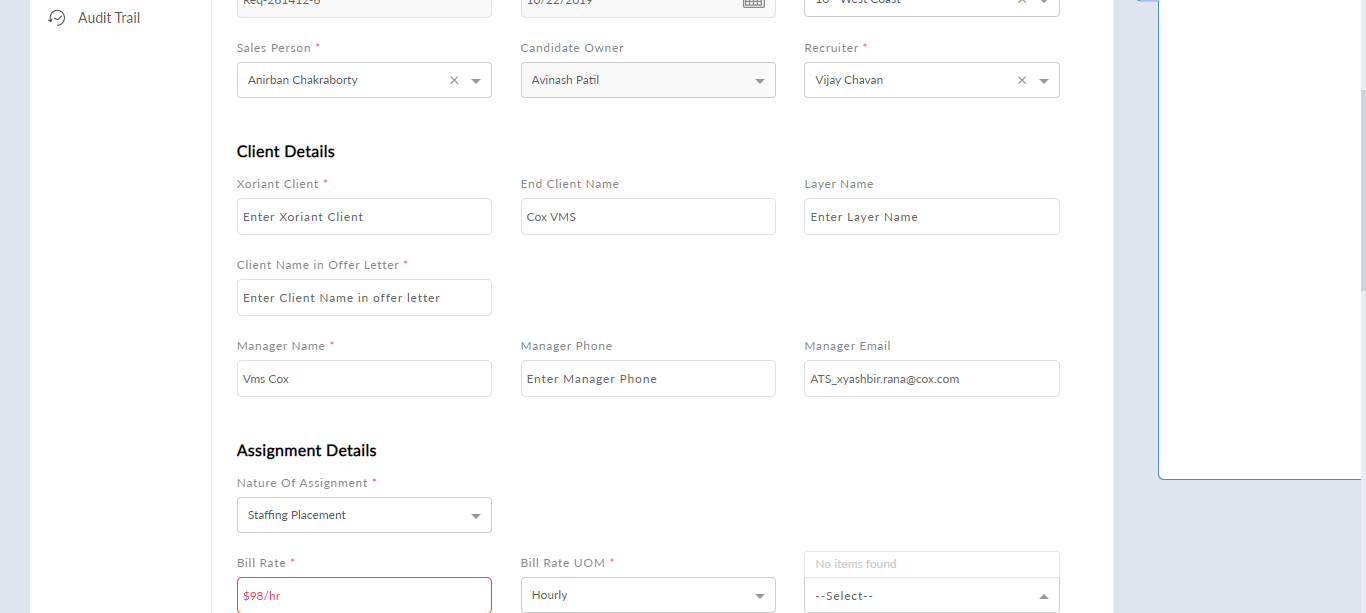 Audit Trail
Req-261412-6
10/22/2019
10 - West Coast
Sales Person *
Candidate Owner
Recruiter *
Anirban Chakraborty
Avinash Patil
Vijay Chavan
Client Details
Xoriant Client *
End Client Name
Layer Name
Enter Xoriant Client
Cox VMS
Enter Layer Name
Client Name in Offer Letter *
Enter Client Name in offer letter
Manager Name *
Manager Phone
Manager Email
Vms Cox
Enter Manager Phone
ATS_xyashbir.rana@cox.com
Assignment Details
Nature Of Assignment *
Staffing Placement
Bill Rate *
Bill Rate UOM *
No items found
$98/hr
Hourly
--Select--